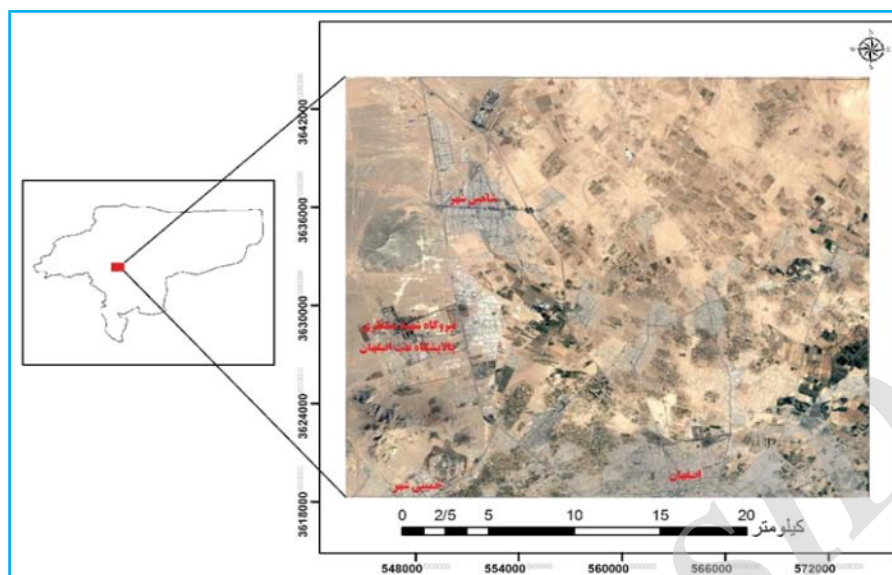 3642000
3636000
شاهین شهر
3630000
نیروگاه شهید منتظری
پالایشگاه نفت اصفهان
3624000
خمینی شهر
اصفهان
3618000
0 2/5 5 10 15 20 کیلومتر
548000 554000 560000 566000 572000